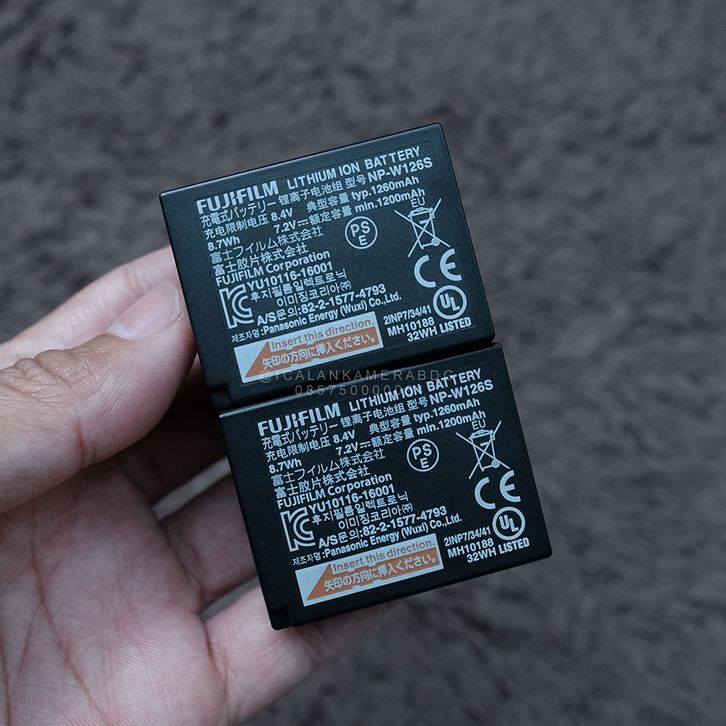 FUJIFILM LITHIUM ION BATTERY
充電式バッテリー 锂离子电池组 型号 NP-W126S
充电限制电压 8.4V 典型容量 typ.1260mAh
8.7Wh 7.2V⎓ 额定容量 min.1200mAh
富士フイルム株式会社
富士胶片株式会社
FUJIFILM Corporation
YU10116-16001
후지필름일렉트로닉
이미징코리아(주)
A/S문의:82-2-1577-4793
제조자명:Panasonic Energy (Wuxi) Co.,Ltd.
PS
E
EU
CE
UL
2INP7/34/41
MH10188
32WH LISTED
Insert this direction.
矢印の方向に挿入ください。
FUJIFILM LITHIUM ION BATTERY
充電式バッテリー 锂离子电池组 型号 NP-W126S
充电限制电压 8.4V 典型容量 typ.1260mAh
8.7Wh 7.2V⎓ 额定容量 min.1200mAh
富士フイルム株式会社
富士胶片株式会社
FUJIFILM Corporation
YU10116-16001
후지필름일렉트로닉
이미징코리아(주)
A/S문의:82-2-1577-4793
제조자명:Panasonic Energy (Wuxi) Co.,Ltd.
PS
E
EU
CE
UL
2INP7/34/41
MH10188
32WH LISTED
Insert this direction.
矢印の方向に挿入ください。